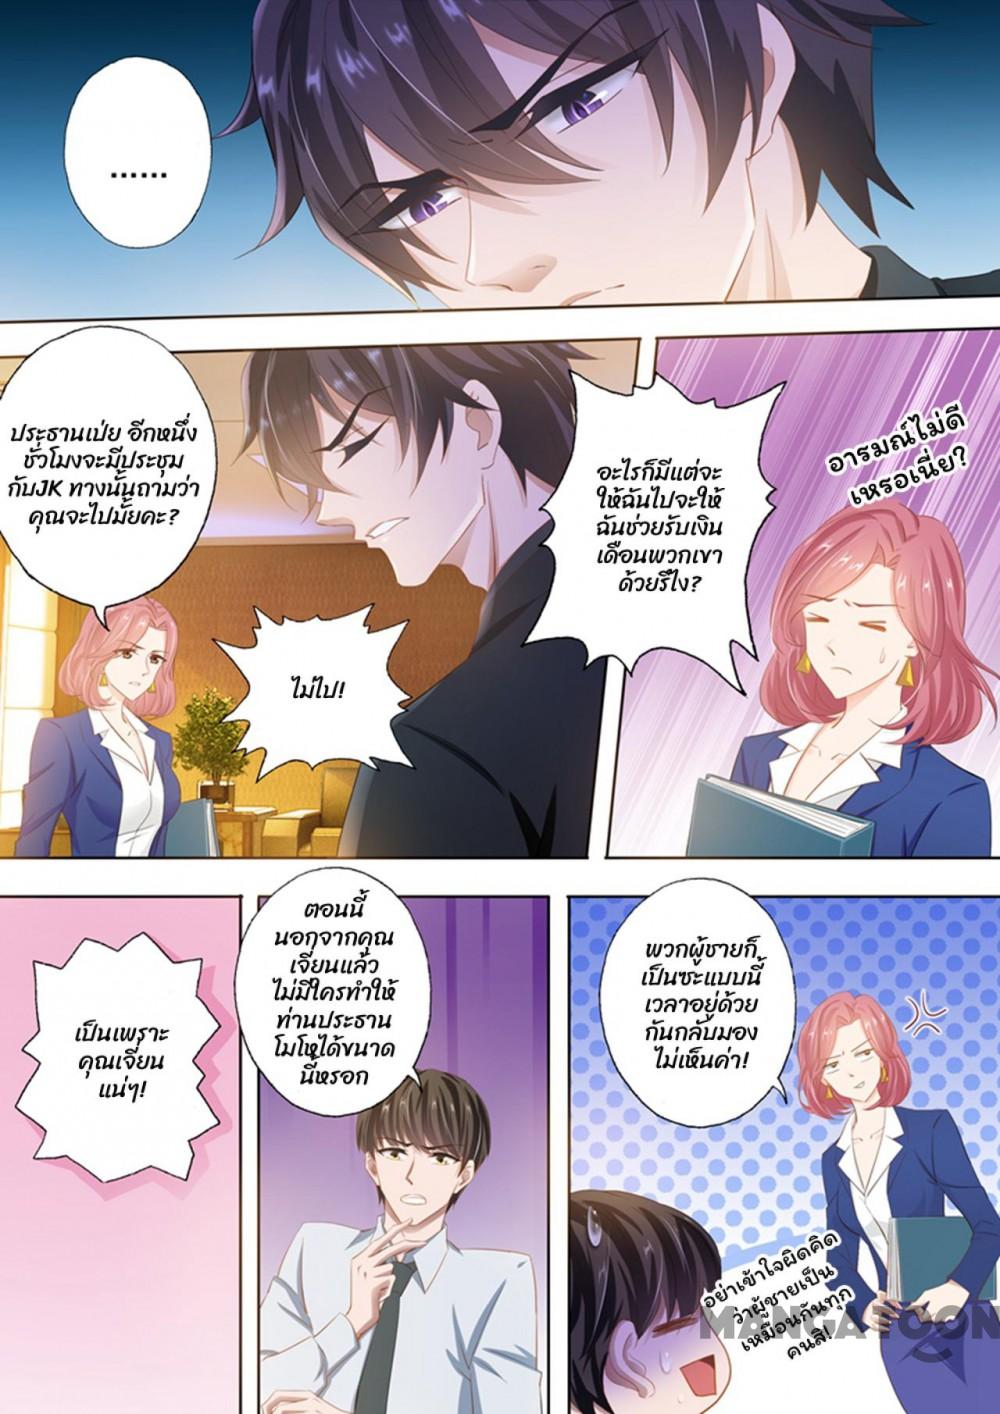 ......
ประธานเป่ย อีกหนึ่ง
ชั่วโมงจะมีประชุม
กับJK ทางนั้นถามว่า
คุณจะไปมั้ยคะ?
ไม่ไป!
อะไรก็มีแต่จะ
ให้ฉันไปจะให้
ฉันช่วยรับเงิน
เดือนพวกเขา
ด้วยรึไง?
อารมณ์ไม่ดี
เหรอเนี่ย?
เป็นเพราะ
คุณเจี่ยน
แน่ๆ!
ตอนนี้
นอกจากคุณ
เจี่ยนแล้ว
ไม่มีใครทำให้
ท่านประธาน
โมโหได้ขนาด
นี้หรอก
พวกผู้ชายก็
เป็นซะแบบนี้
เวลาอยู่ด้วย
กันกลับมอง
ไม่เห็นค่า!
อย่าเข้าใจผิดคิด
ว่าผู้ชายเป็น
เหมือนกันทุก
คนสิ!
MANGATOON